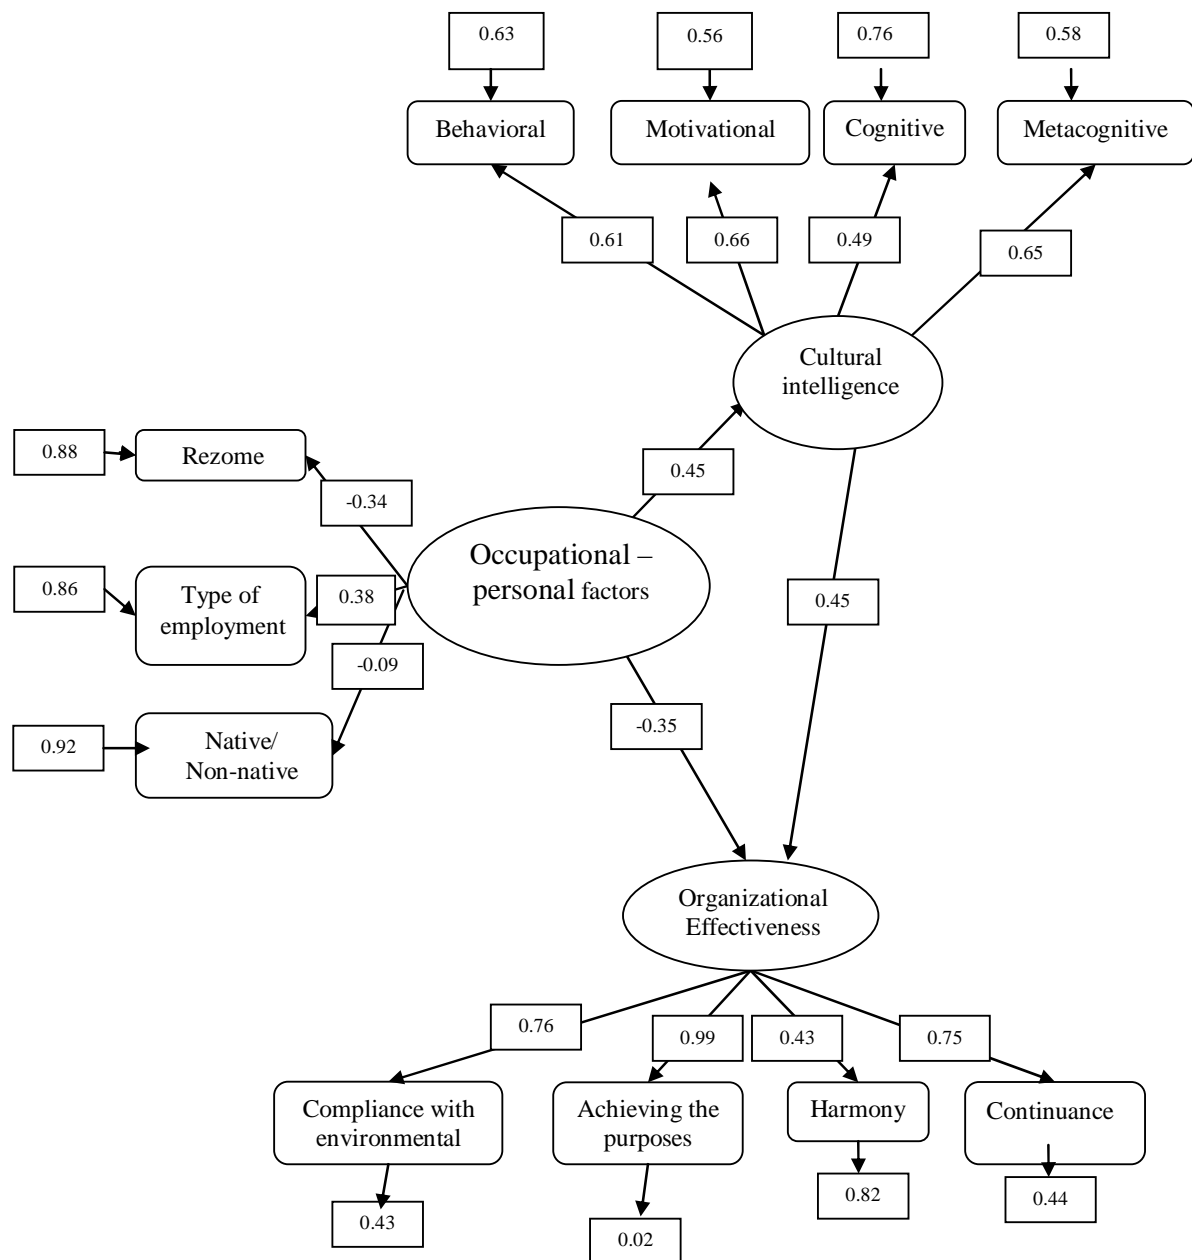 0.63
0.56
0.76
0.58
Behavioral
Motivational
Cognitive
Metacognitive
0.61
0.66
0.49
0.65
Cultural
intelligence
0.88
Rezome
-0.34
0.45
Occupational –
personal factors
0.86
Type of
employment
0.38
0.45
-0.09
0.92
Native/
Non-native
-0.35
Organizational
Effectiveness
0.76
0.99
0.43
0.75
Compliance with
environmental
Achieving the
purposes
Harmony
Continuance
0.43
0.02
0.82
0.44